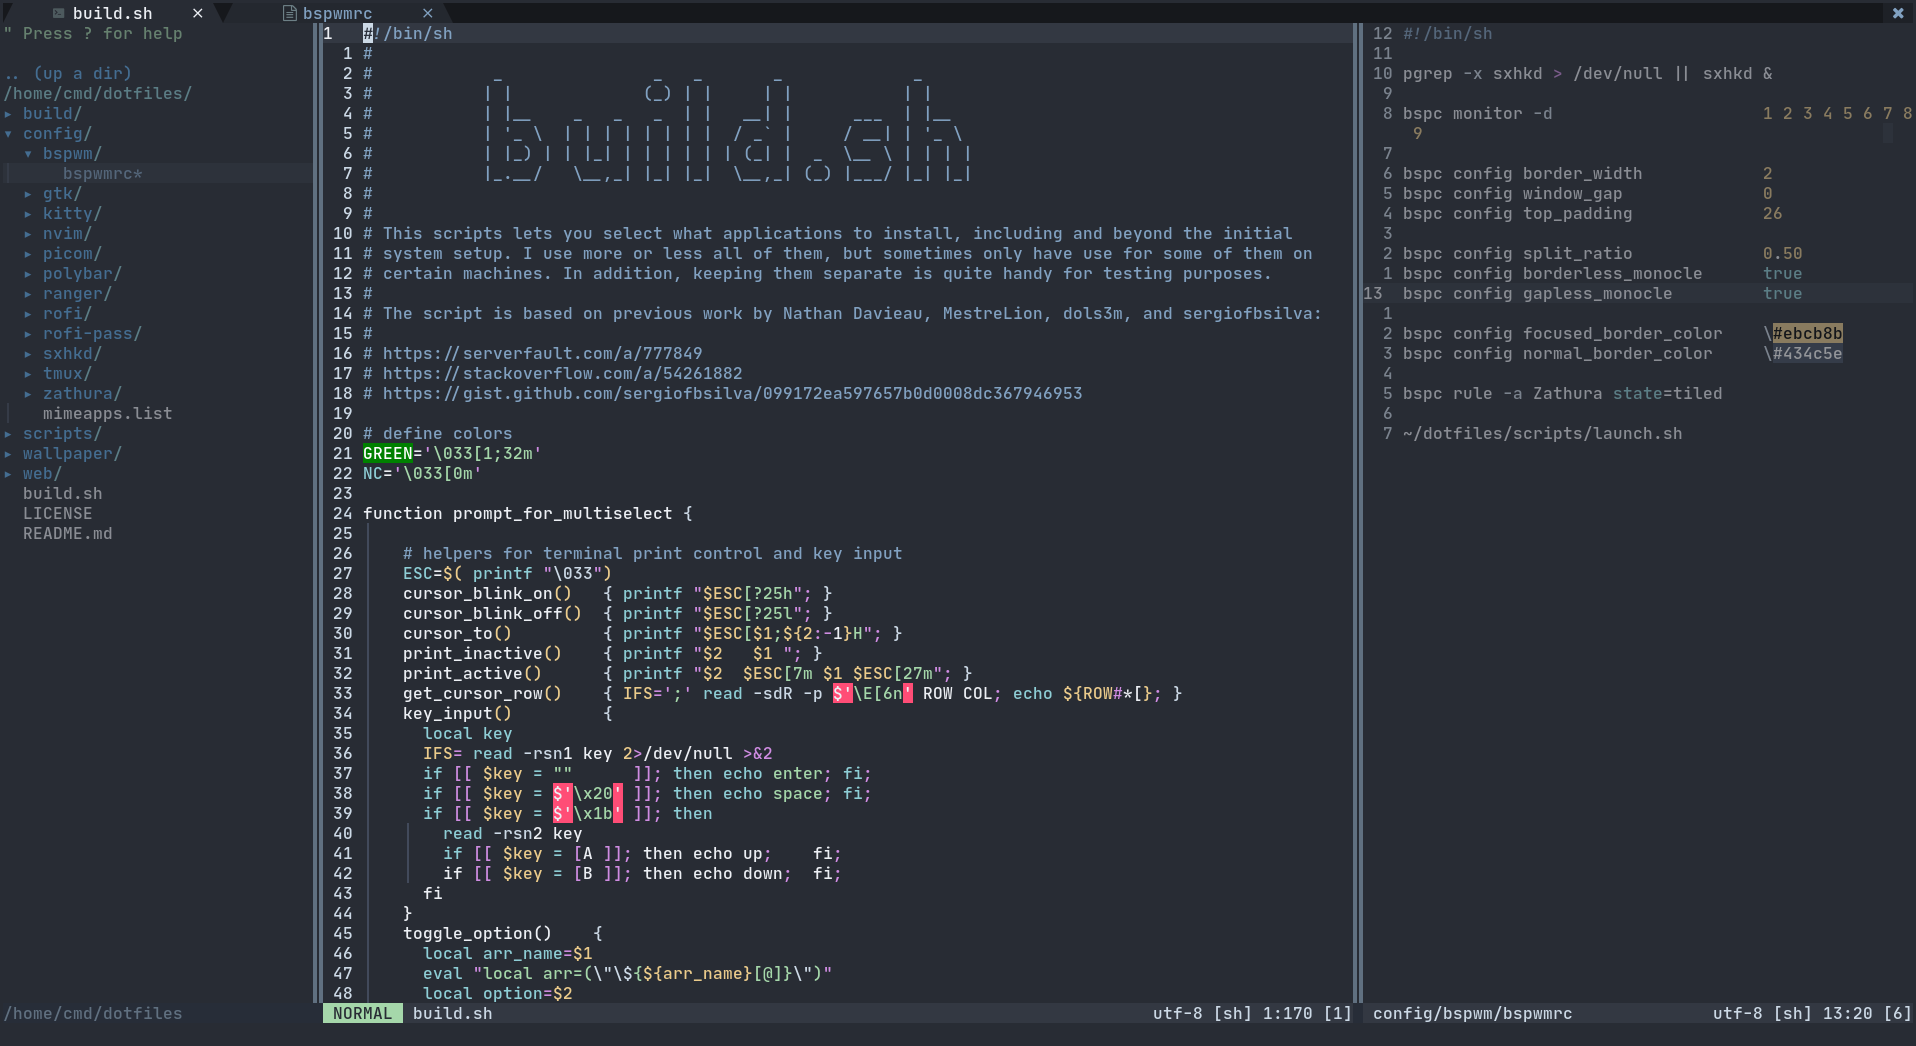 build.sh × bspwmrc ×
" Press ? for help
.. (up a dir)
/home/cmd/dotfiles/
▸ build/
▾ config/
▾ bspwm/
bspwmrc*
▸ gtk/
▸ kitty/
▸ nvim/
▸ picom/
▸ polybar/
▸ ranger/
▸ rofi/
▸ rofi-pass/
▸ sxhkd/
▸ tmux/
▸ zathura/
mimeapps.list
▸ scripts/
▸ wallpaper/
▸ web/
build.sh
LICENSE
README.md
/home/cmd/dotfiles
1 #!/bin/sh
1 #
2 #            _               _   _       _             _
3 #           | |             (_) | |     | |           | |
4 #           | |__    _   _   _  | |   __| |      ___  | |__
5 #           | '_ \  | | | | | | | |  / _` |     / __| | '_ \
6 #           | |_) | | |_| | | | | | | (_| |  _  \__ \ | | | |
7 #           |_.__/   \__,_| |_| |_|  \__,_| (_) |___/ |_| |_|
8 #
9 #
10 # This scripts lets you select what applications to install, including and beyond the initial
11 # system setup. I use more or less all of them, but sometimes only have use for some of them on
12 # certain machines. In addition, keeping them separate is quite handy for testing purposes.
13 #
14 # The script is based on previous work by Nathan Davieau, MestreLion, dols3m, and sergiofbsilva:
15 #
16 # https://serverfault.com/a/777849
17 # https://stackoverflow.com/a/54261882
18 # https://gist.github.com/sergiofbsilva/099172ea597657b0d0008dc367946953
19
20 # define colors
21 GREEN='\033[1;32m'
22 NC='\033[0m'
23
24 function prompt_for_multiselect {
25
26     # helpers for terminal print control and key input
27     ESC=$( printf "\033")
28     cursor_blink_on()   { printf "$ESC[?25h"; }
29     cursor_blink_off()  { printf "$ESC[?25l"; }
30     cursor_to()         { printf "$ESC[$1;${2:-1}H"; }
31     print_inactive()    { printf "$2   $1 "; }
32     print_active()      { printf "$2  $ESC[7m $1 $ESC[27m"; }
33     get_cursor_row()    { IFS=';' read -sdR -p $'\E[6n' ROW COL; echo ${ROW#*[}; }
34     key_input()         {
35       local key
36       IFS= read -rsn1 key 2>/dev/null >&2
37       if [[ $key = ""      ]]; then echo enter; fi;
38       if [[ $key = $'\x20' ]]; then echo space; fi;
39       if [[ $key = $'\x1b' ]]; then
40         read -rsn2 key
41         if [[ $key = [A ]]; then echo up;    fi;
42         if [[ $key = [B ]]; then echo down;  fi;
43       fi
44     }
45     toggle_option()    {
46       local arr_name=$1
47       eval "local arr=(\"\${${arr_name}[@]}\")"
48       local option=$2
NORMAL build.sh utf-8 [sh] 1:170 [1]
12 #!/bin/sh
11
10 pgrep -x sxhkd > /dev/null || sxhkd &
9
8 bspc monitor -d                     1 2 3 4 5 6 7 8
9
7
6 bspc config border_width            2
5 bspc config window_gap              0
4 bspc config top_padding             26
3
2 bspc config split_ratio             0.50
1 bspc config borderless_monocle      true
13 bspc config gapless_monocle         true
1
2 bspc config focused_border_color    \#ebcb8b
3 bspc config normal_border_color     \#434c5e
4
5 bspc rule -a Zathura state=tiled
6
7 ~/dotfiles/scripts/launch.sh
config/bspwm/bspwmrc utf-8 [sh] 13:20 [6]